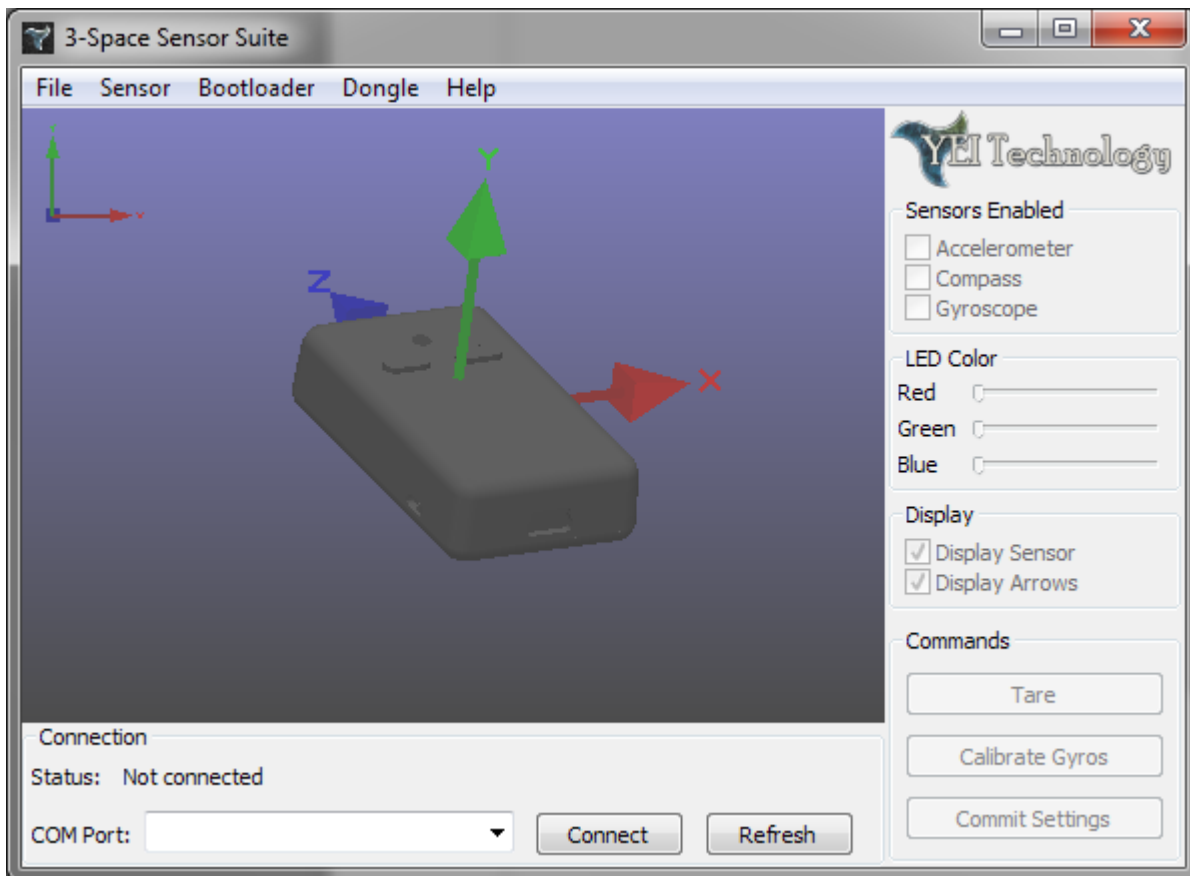 3-Space Sensor Suite
File Sensor Bootloader Dongle Help
Y
X
Y
Z
X
YEI Technology
Sensors Enabled
Accelerometer
Compass
Gyroscope
LED Color
Red
Green
Blue
Display
Display Sensor
Display Arrows
Commands
Tare
Calibrate Gyros
Commit Settings
Connection
Status: Not connected
COM Port: Connect Refresh